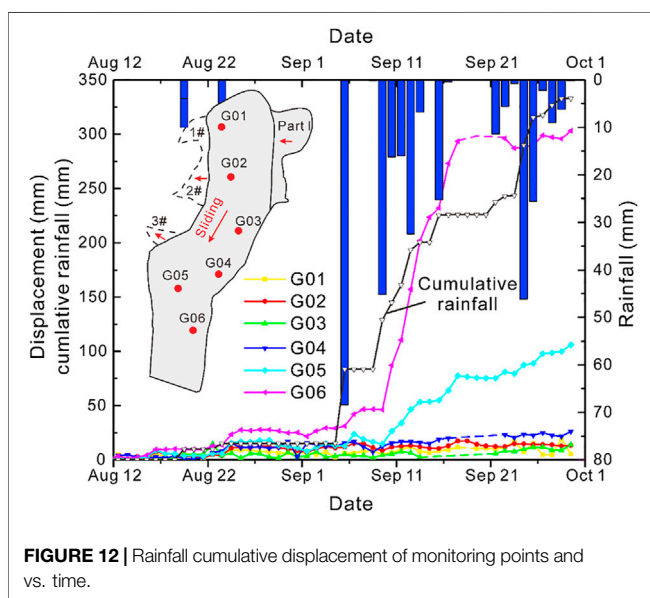 Date
Aug 12 Aug 22 Sep 1 Sep 11 Sep 21 Oct 1
350
300
250
200
150
100
50
0
Displacement (mm)
cumlative rainfall (mm)
0
10
20
30
40
50
60
70
80
Rainfall (mm)
G01
Part I
1#
G02
2#
Sliding
G03
3#
G04
G05
G06
G01
G02
G03
G04
G05
G06
Cumulative
rainfall
Aug 12 Aug 22 Sep 1 Sep 11 Sep 21 Oct 1
Date
FIGURE 12 | Rainfall cumulative displacement of monitoring points and
vs. time.